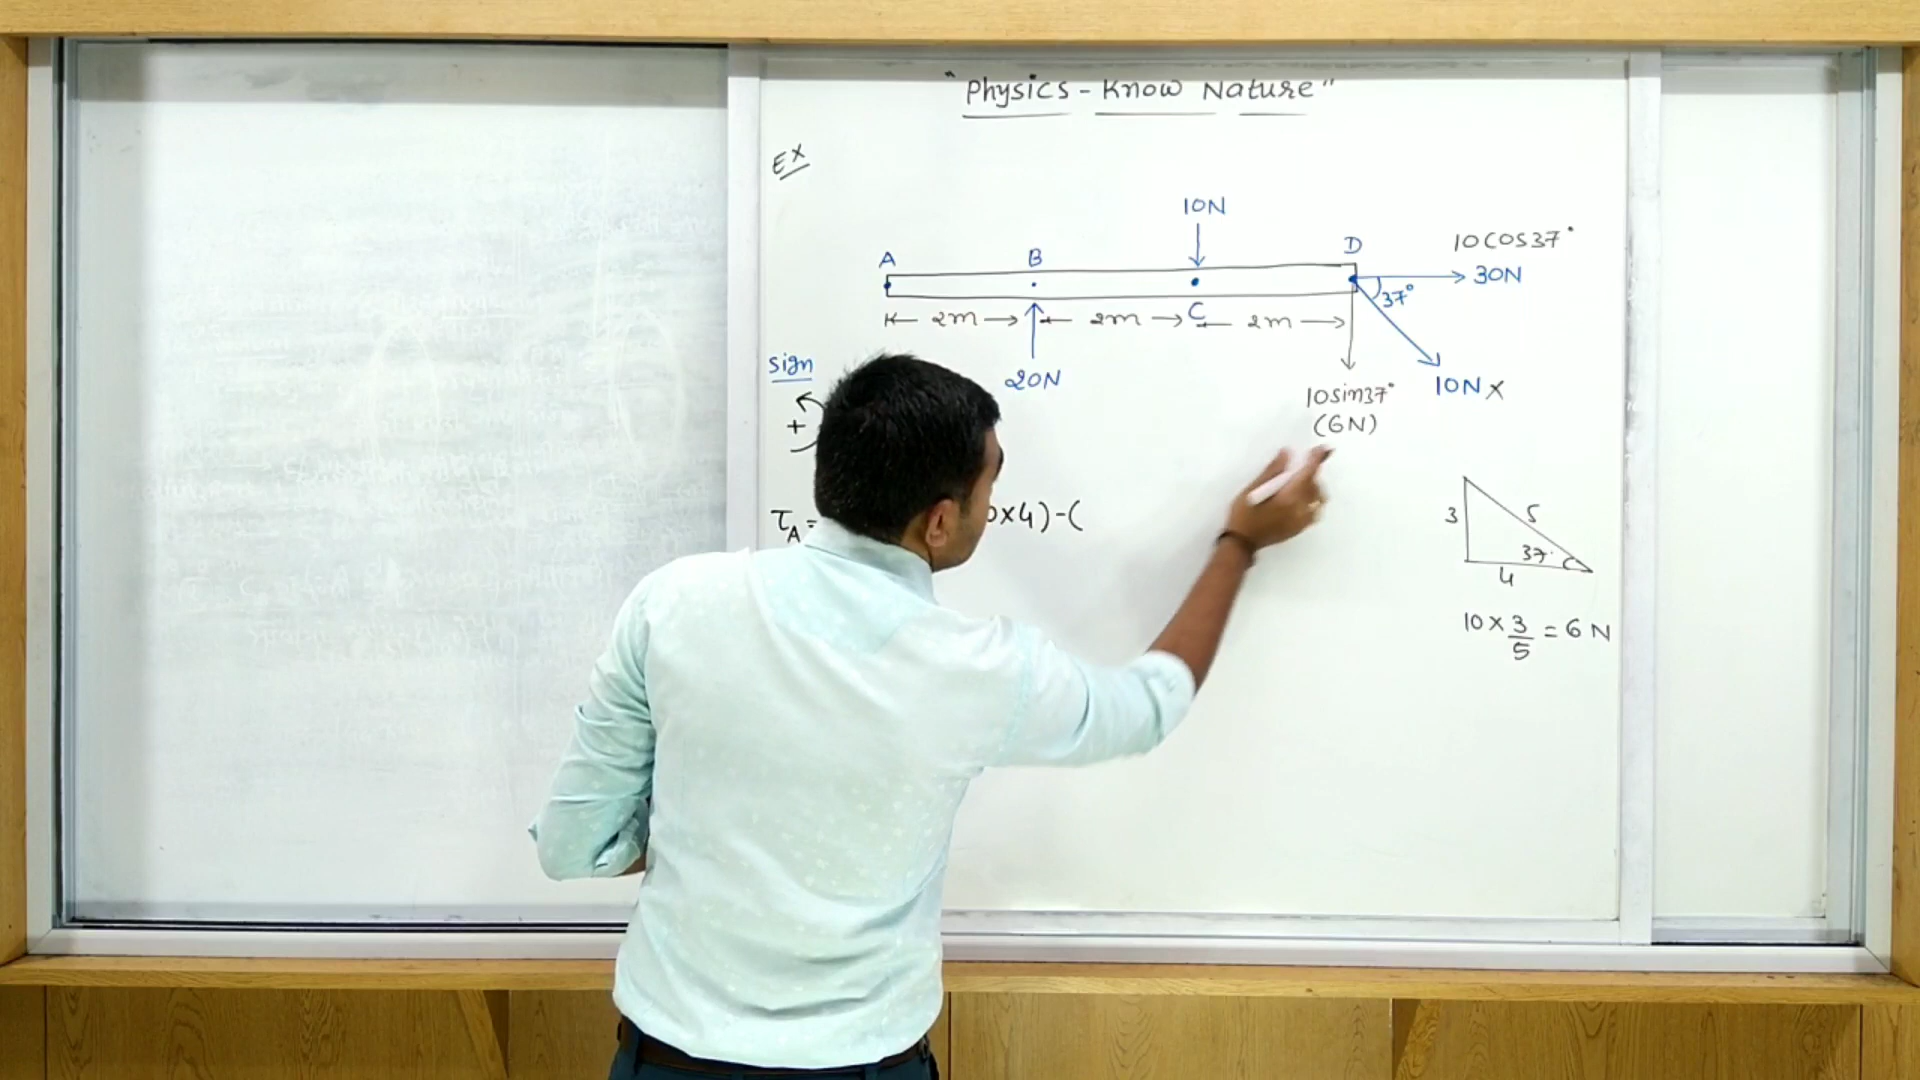 "Physics - Know Nature"
Ex
10N
A B D 10cos37°
30N
37°
2m 2m C 2m
sign 20N 10sin37° 10N x
+ (6N)
3 5
37°
4
τA = x4)-(
10 x 3/5 = 6 N